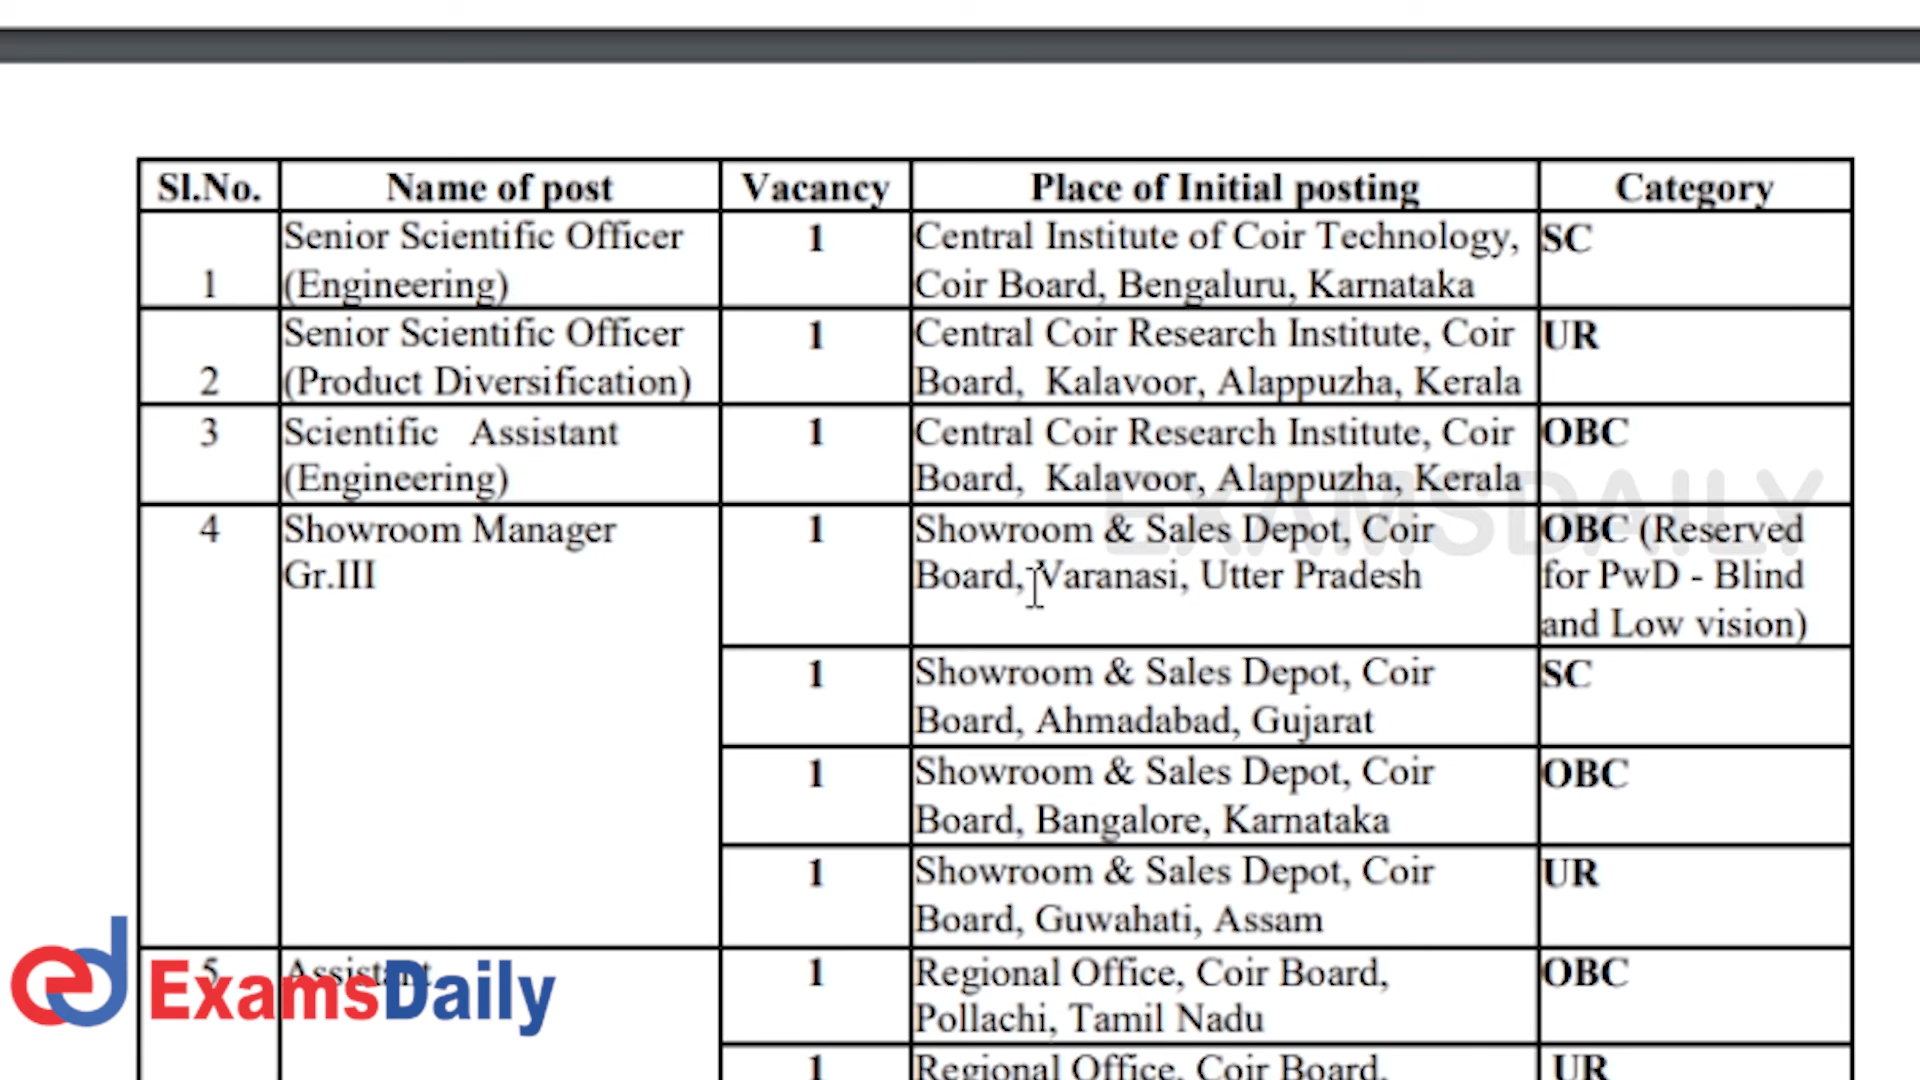 Sl.No. Name of post Vacancy Place of Initial posting Category
Senior Scientific Officer 1 Central Institute of Coir Technology, SC
1 (Engineering) Coir Board, Bengaluru, Karnataka
Senior Scientific Officer 1 Central Coir Research Institute, Coir UR
2 (Product Diversification) Board, Kalavoor, Alappuzha, Kerala
3 Scientific Assistant 1 Central Coir Research Institute, Coir OBC
(Engineering) Board, Kalavoor, Alappuzha, Kerala
EXAMSDAILY
4 Showroom Manager 1 Showroom & Sales Depot, Coir OBC (Reserved
Gr.III Board, Varanasi, Utter Pradesh for PwD - Blind
and Low vision)
1 Showroom & Sales Depot, Coir SC
Board, Ahmadabad, Gujarat
1 Showroom & Sales Depot, Coir OBC
Board, Bangalore, Karnataka
1 Showroom & Sales Depot, Coir UR
Board, Guwahati, Assam
5 Assistant 1 Regional Office, Coir Board, OBC
ed ExamsDaily
Pollachi, Tamil Nadu
1 Regional Office, Coir Board, UR